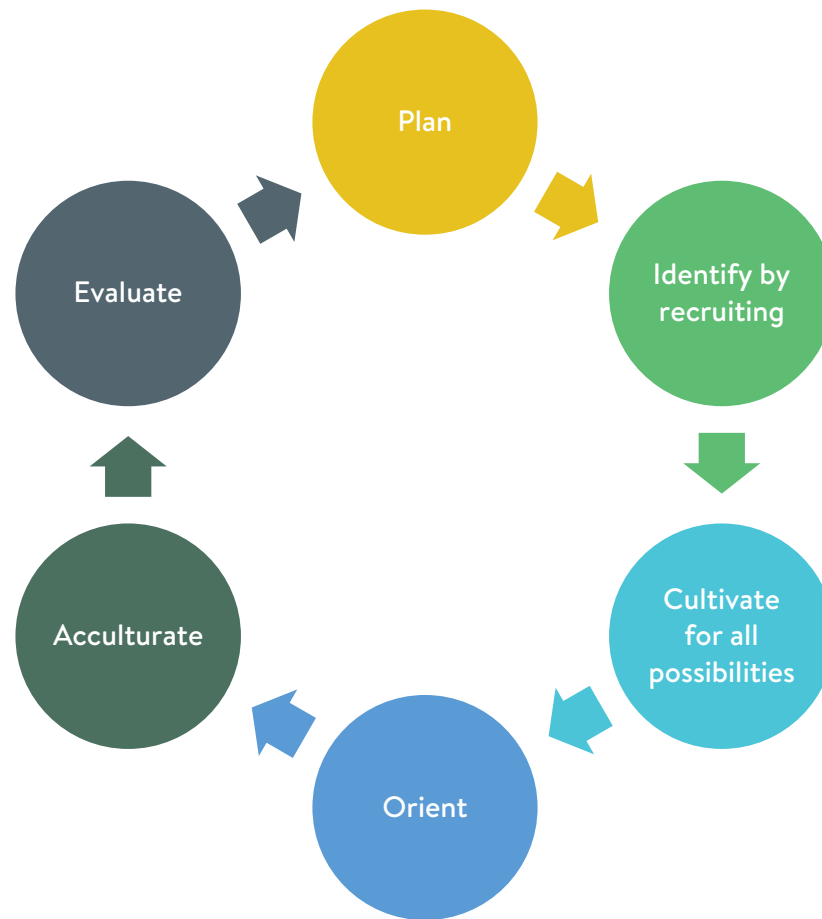 Plan
Identify by
recruiting
Cultivate
for all
possibilities
Orient
Acculturate
Evaluate